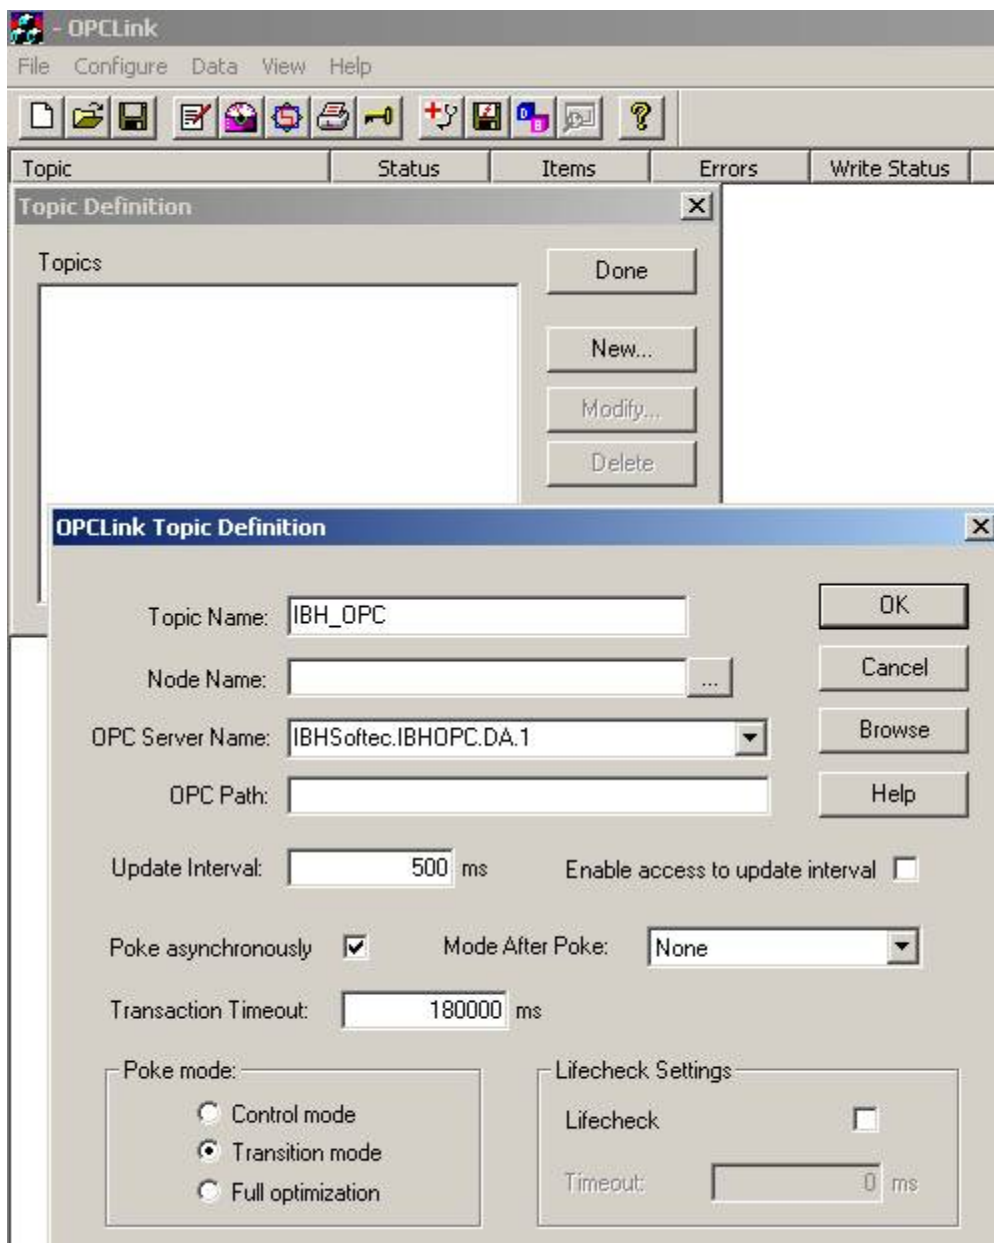 - OPCLink
File Configure Data View Help
Topic Status Items Errors Write Status
Topic Definition
Topics
Done
New...
Modify...
Delete
OPCLink Topic Definition
Topic Name: IBH_OPC
OK
Node Name: ...
Cancel
OPC Server Name: IBHSoftec.IBHOPC.DA.1
Browse
OPC Path:
Help
Update Interval: 500 ms Enable access to update interval
Poke asynchronously Mode After Poke: None
Transaction Timeout: 180000 ms
Poke mode: Lifecheck Settings
Control mode Lifecheck
Transition mode
Full optimization Timeout: 0 ms